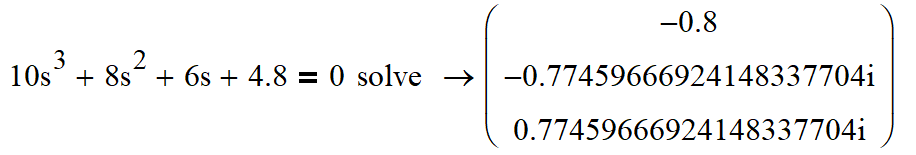 10s³ + 8s² + 6s + 4.8 = 0 solve →
-0.8
-0.77459666924148337704i
0.77459666924148337704i